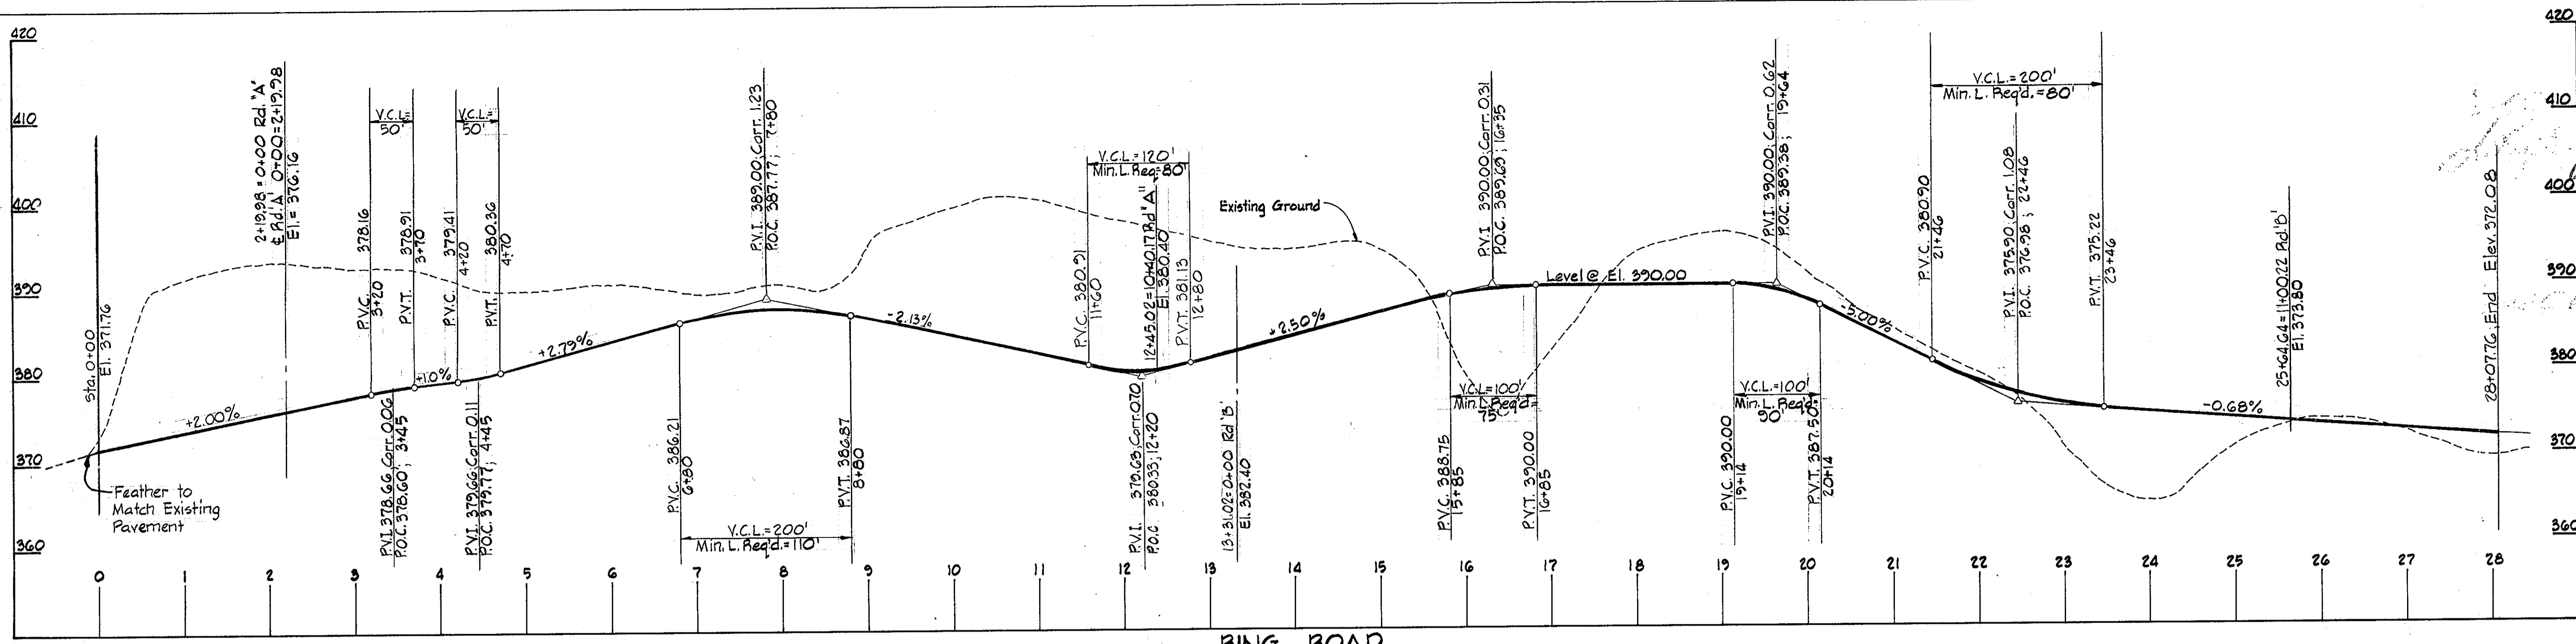 420
410
400
390
380
370
360
Sta. 0+00
El. 371.76
Feather to
Match Existing
Pavement
+2.00%
2+19.98 = 0+00 Rd. "A"
℄ Rd.'A' 0+00=2+19.98
El. = 376.16
V.C.L.=
50'
P.V.C. 378.16
3+20
P.V.T. 378.91
3+70
P.V.I. 378.66, Corr. 0.06
P.O.C. 378.60'; 3+45
+1.0%
V.C.L.=
50'
P.V.C. 379.41
4+20
P.V.T. 380.36
4+70
P.V.I. 379.66; Corr. 0.11
P.O.C. 379.77; 4+45
+2.79%
P.V.C. 386.21
6+80
P.V.I. 389.00; Corr. 1.23
P.O.C. 387.77; 7+80
P.V.T. 386.87
8+80
V.C.L.=200'
Min. L. Req'd.=110'
-2.13%
V.C.L.=120'
Min. L. Req=80'
P.V.C. 380.91
11+60
P.V.I. 379.63; Corr. 0.70
P.O.C. 380.33; 12+20
12+45.02=10+40.17 Rd "A"
El. 380.40
P.V.T. 381.13
12+80
13+31.02=0+00 Rd 'B'
El. 382.40
Existing Ground
+2.50%
P.V.C. 388.75
15+85
P.V.I. 390.00; Corr. 0.31
P.O.C. 389.69; 16+35
P.V.T. 390.00
16+85
V.C.L.=100'
Min. L. Req'd=
75'
Level @ El. 390.00
P.V.C. 390.00
19+14
P.V.I. 390.00; Corr. 0.62
P.O.C. 389.38; 19+64
P.V.T. 387.50
20+14
V.C.L.=100'
Min. L. Req'd=
90'
-5.00%
V.C.L.=200'
Min. L. Req'd.=80'
P.V.C. 380.90
21+46
P.V.I. 375.90; Corr. 1.08
P.O.C. 376.98; 22+46
P.V.T. 375.22
23+46
-0.68%
25+64.64=11+00.22 Rd.'B'
El. 373.80
28+07.76; End Elev. 372.08
420
410
400
390
380
370
360
0 1 2 3 4 5 6 7 8 9 10 11 12 13 14 15 16 17 18 19 20 21 22 23 24 25 26 27 28
RING ROAD